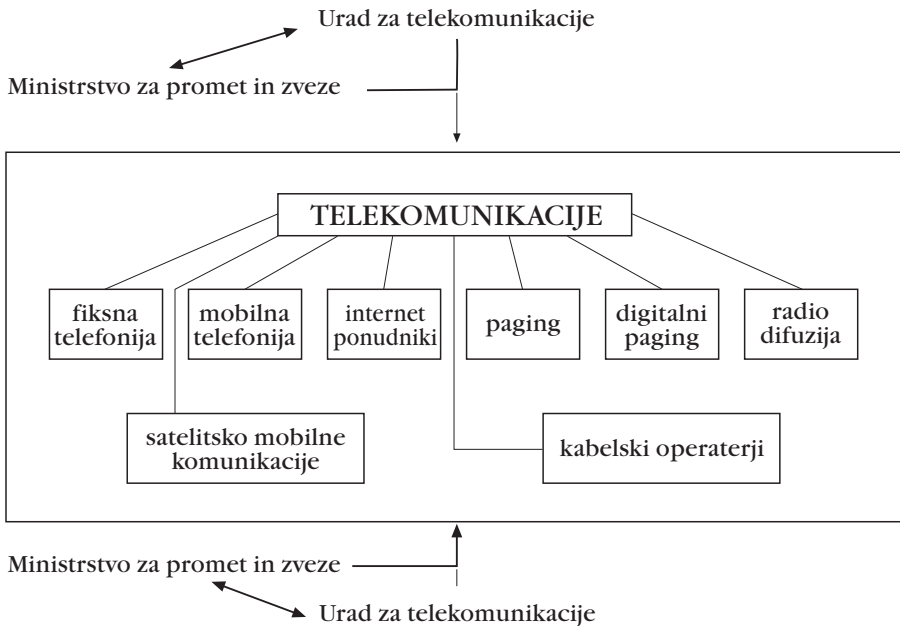 Urad za telekomunikacije
Ministrstvo za promet in zveze
TELEKOMUNIKACIJE
fiksna
telefonija
mobilna
telefonija
internet
ponudniki
paging
digitalni
paging
radio
difuzija
satelitsko mobilne
komunikacije
kabelski operaterji
Ministrstvo za promet in zveze
Urad za telekomunikacije